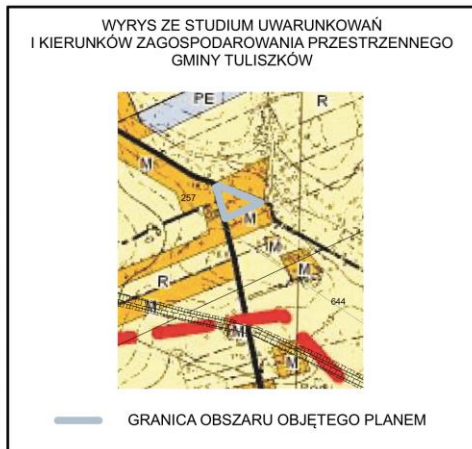 WYRYS ZE STUDIUM UWARUNKOWAŃ
I KIERUNKÓW ZAGOSPODAROWANIA PRZESTRZENNEGO
GMINY TULISZKÓW
PE
R
M
M
257
M
M
M
R
644
M
M
M
GRANICA OBSZARU OBJĘTEGO PLANEM